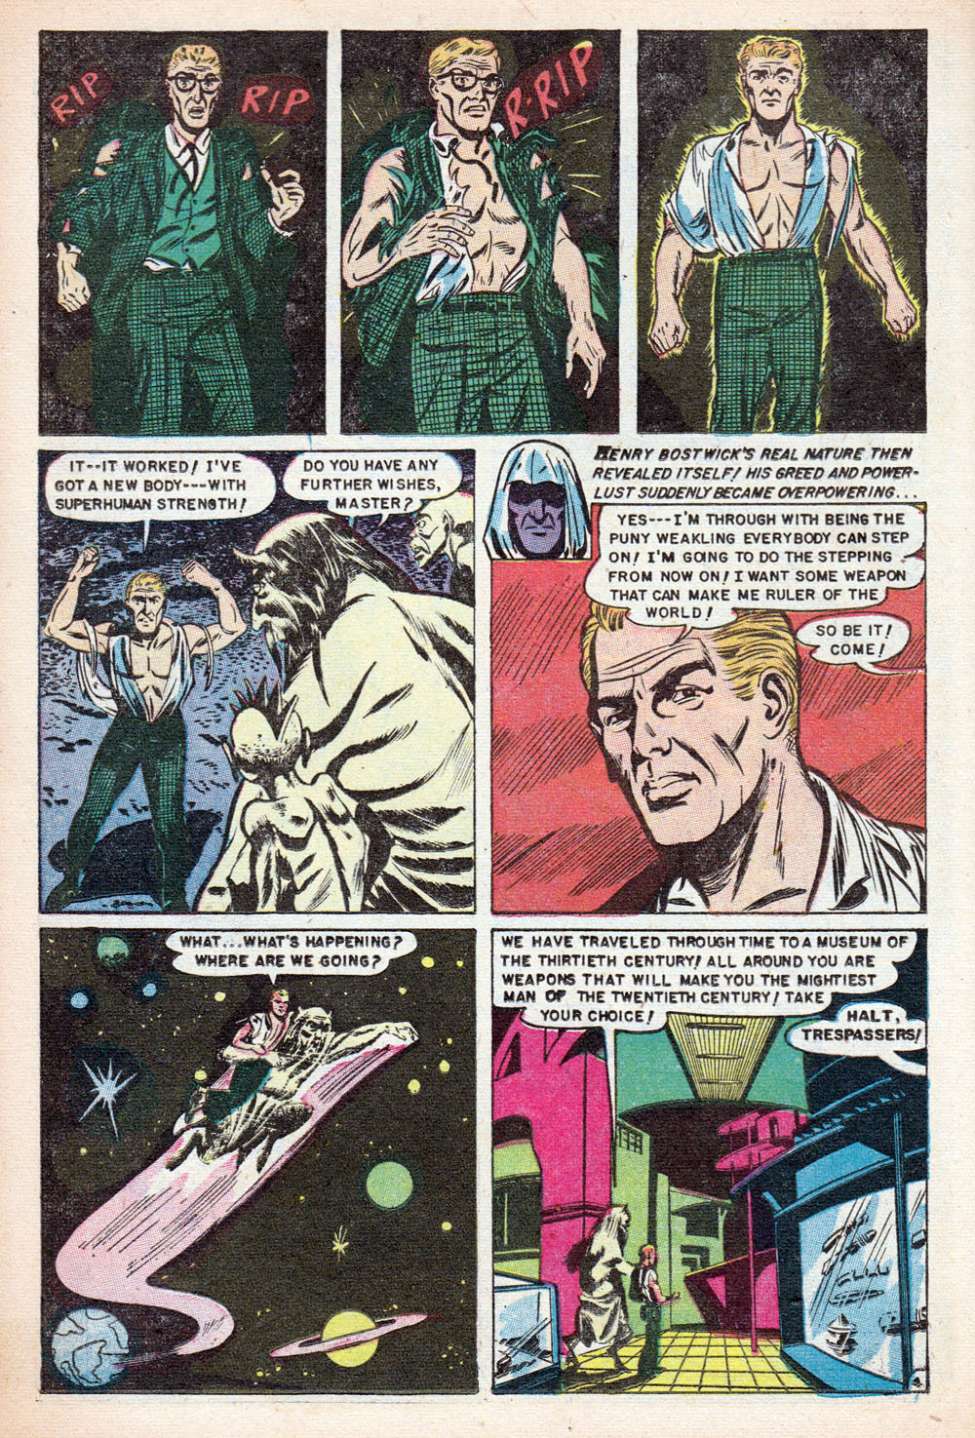 RIP
RIP
R-RIP
IT--IT WORKED! I'VE
GOT A NEW BODY---WITH
SUPERHUMAN STRENGTH!
DO YOU HAVE ANY
FURTHER WISHES,
MASTER?
HENRY BOSTWICK'S REAL NATURE THEN
REVEALED ITSELF! HIS GREED AND POWER-
LUST SUDDENLY BECAME OVERPOWERING...
YES---I'M THROUGH WITH BEING THE
PUNY WEAKLING EVERYBODY CAN STEP
ON! I'M GOING TO DO THE STEPPING
FROM NOW ON! I WANT SOME WEAPON
THAT CAN MAKE ME RULER OF THE
WORLD!
SO BE IT!
COME!
WHAT...WHAT'S HAPPENING?
WHERE ARE WE GOING?
WE HAVE TRAVELED THROUGH TIME TO A MUSEUM OF
THE THIRTIETH CENTURY! ALL AROUND YOU ARE
WEAPONS THAT WILL MAKE YOU THE MIGHTIEST
MAN OF THE TWENTIETH CENTURY! TAKE
YOUR CHOICE!
HALT,
TRESPASSERS!
4